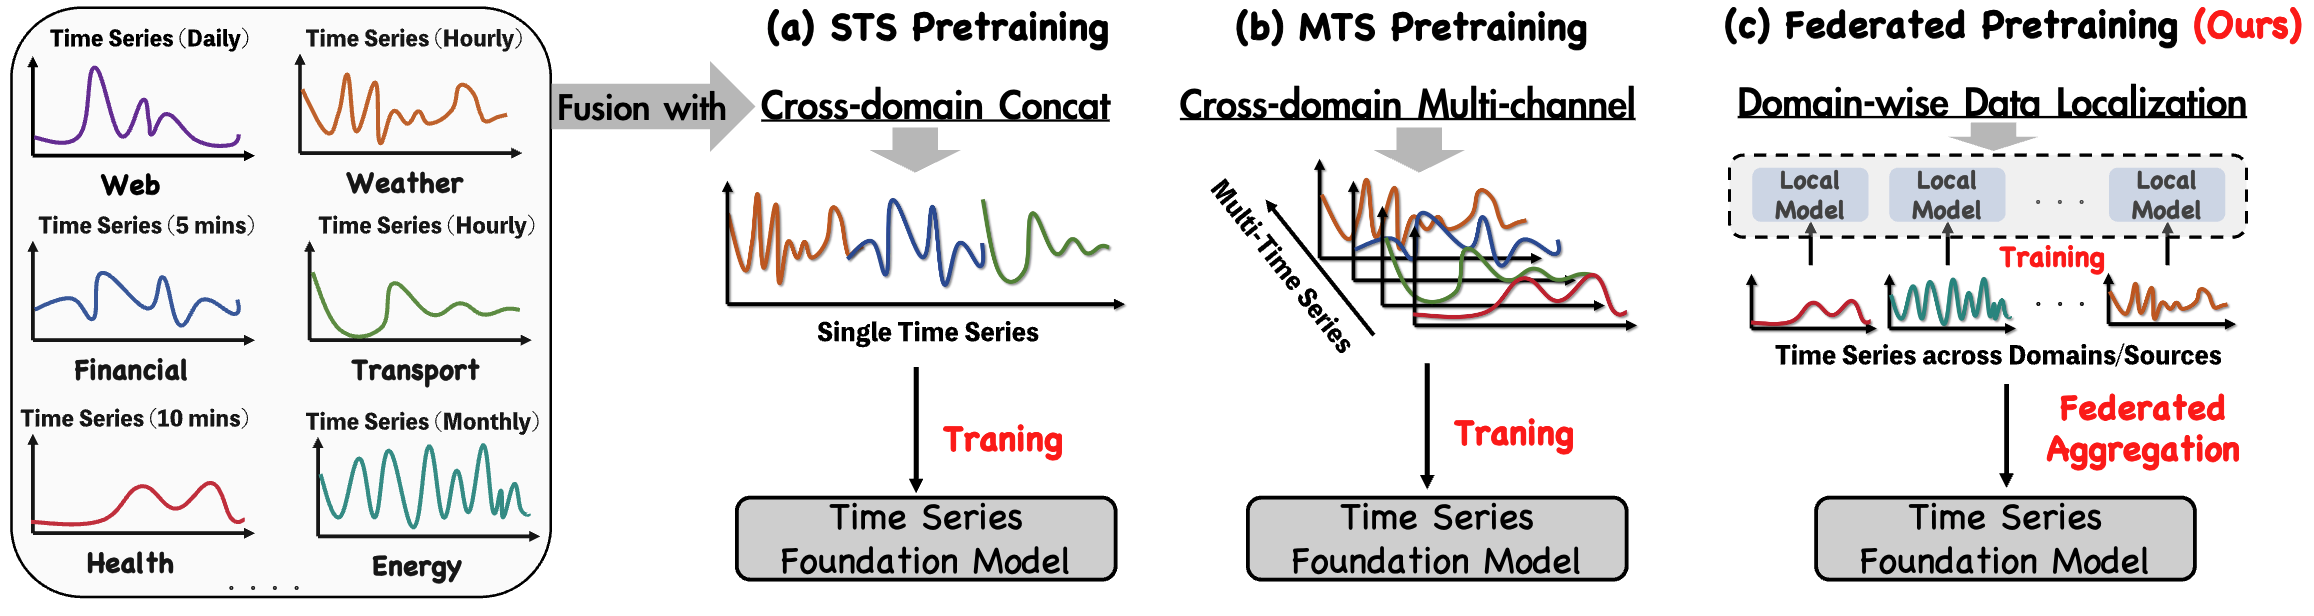 Time Series (Daily)
Web
Time Series (Hourly)
Weather
Time Series (5 mins)
Financial
Time Series (Hourly)
Transport
Time Series (10 mins)
Health
Time Series (Monthly)
Energy
. . . .
Fusion with
(a) STS Pretraining
Cross-domain Concat
Single Time Series
Traning
Time Series
Foundation Model
(b) MTS Pretraining
Cross-domain Multi-channel
Multi-Time Series
Traning
Time Series
Foundation Model
(c) Federated Pretraining (Ours)
Domain-wise Data Localization
Local
Model
Local
Model
. . . .
Local
Model
Training
. . . .
Time Series across Domains/Sources
Federated
Aggregation
Time Series
Foundation Model